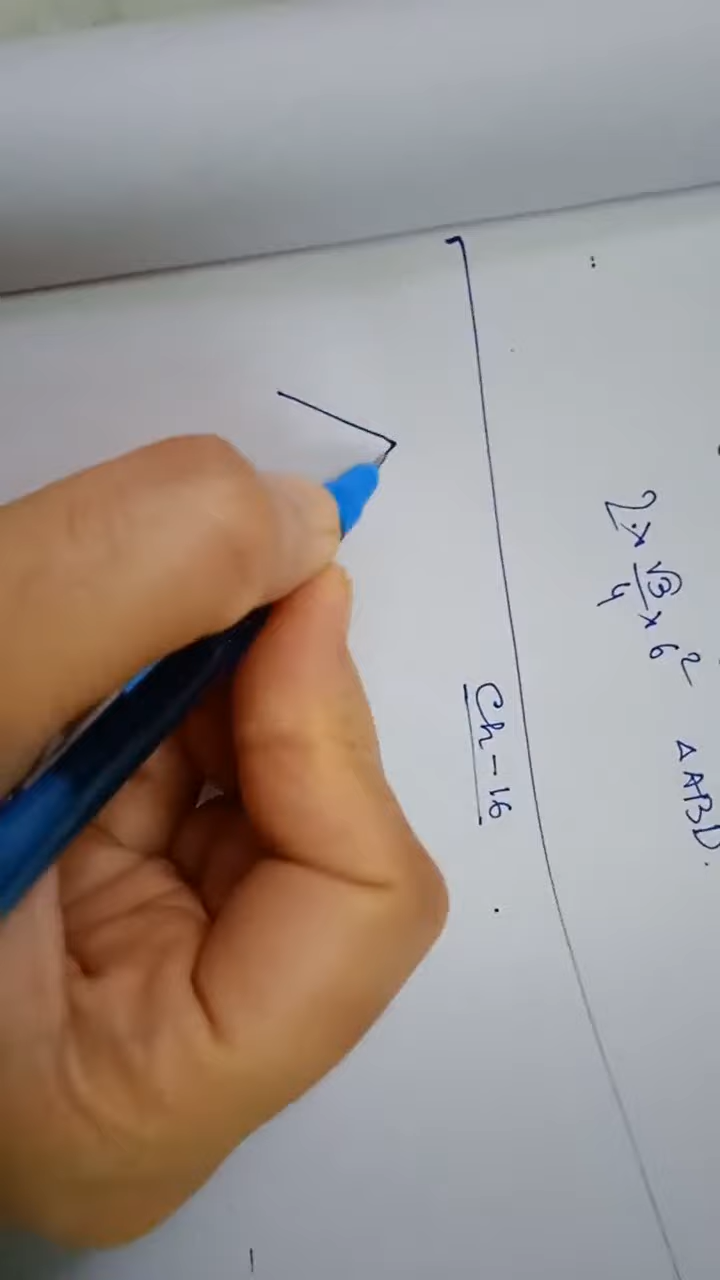 2 × √3/4 × 6² △ABD.
Ch-16